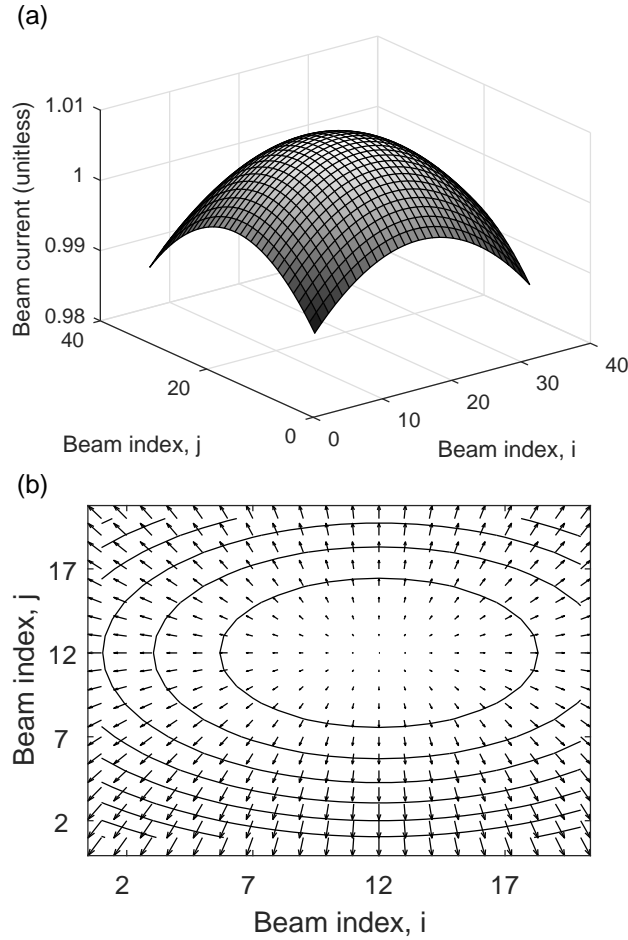 (a)
Beam current (unitless)
1.01
1
0.99
0.98
40
20
0
0
10
20
30
40
Beam index, j
Beam index, i
(b)
Beam index, j
17
12
7
2
2
7
12
17
Beam index, i